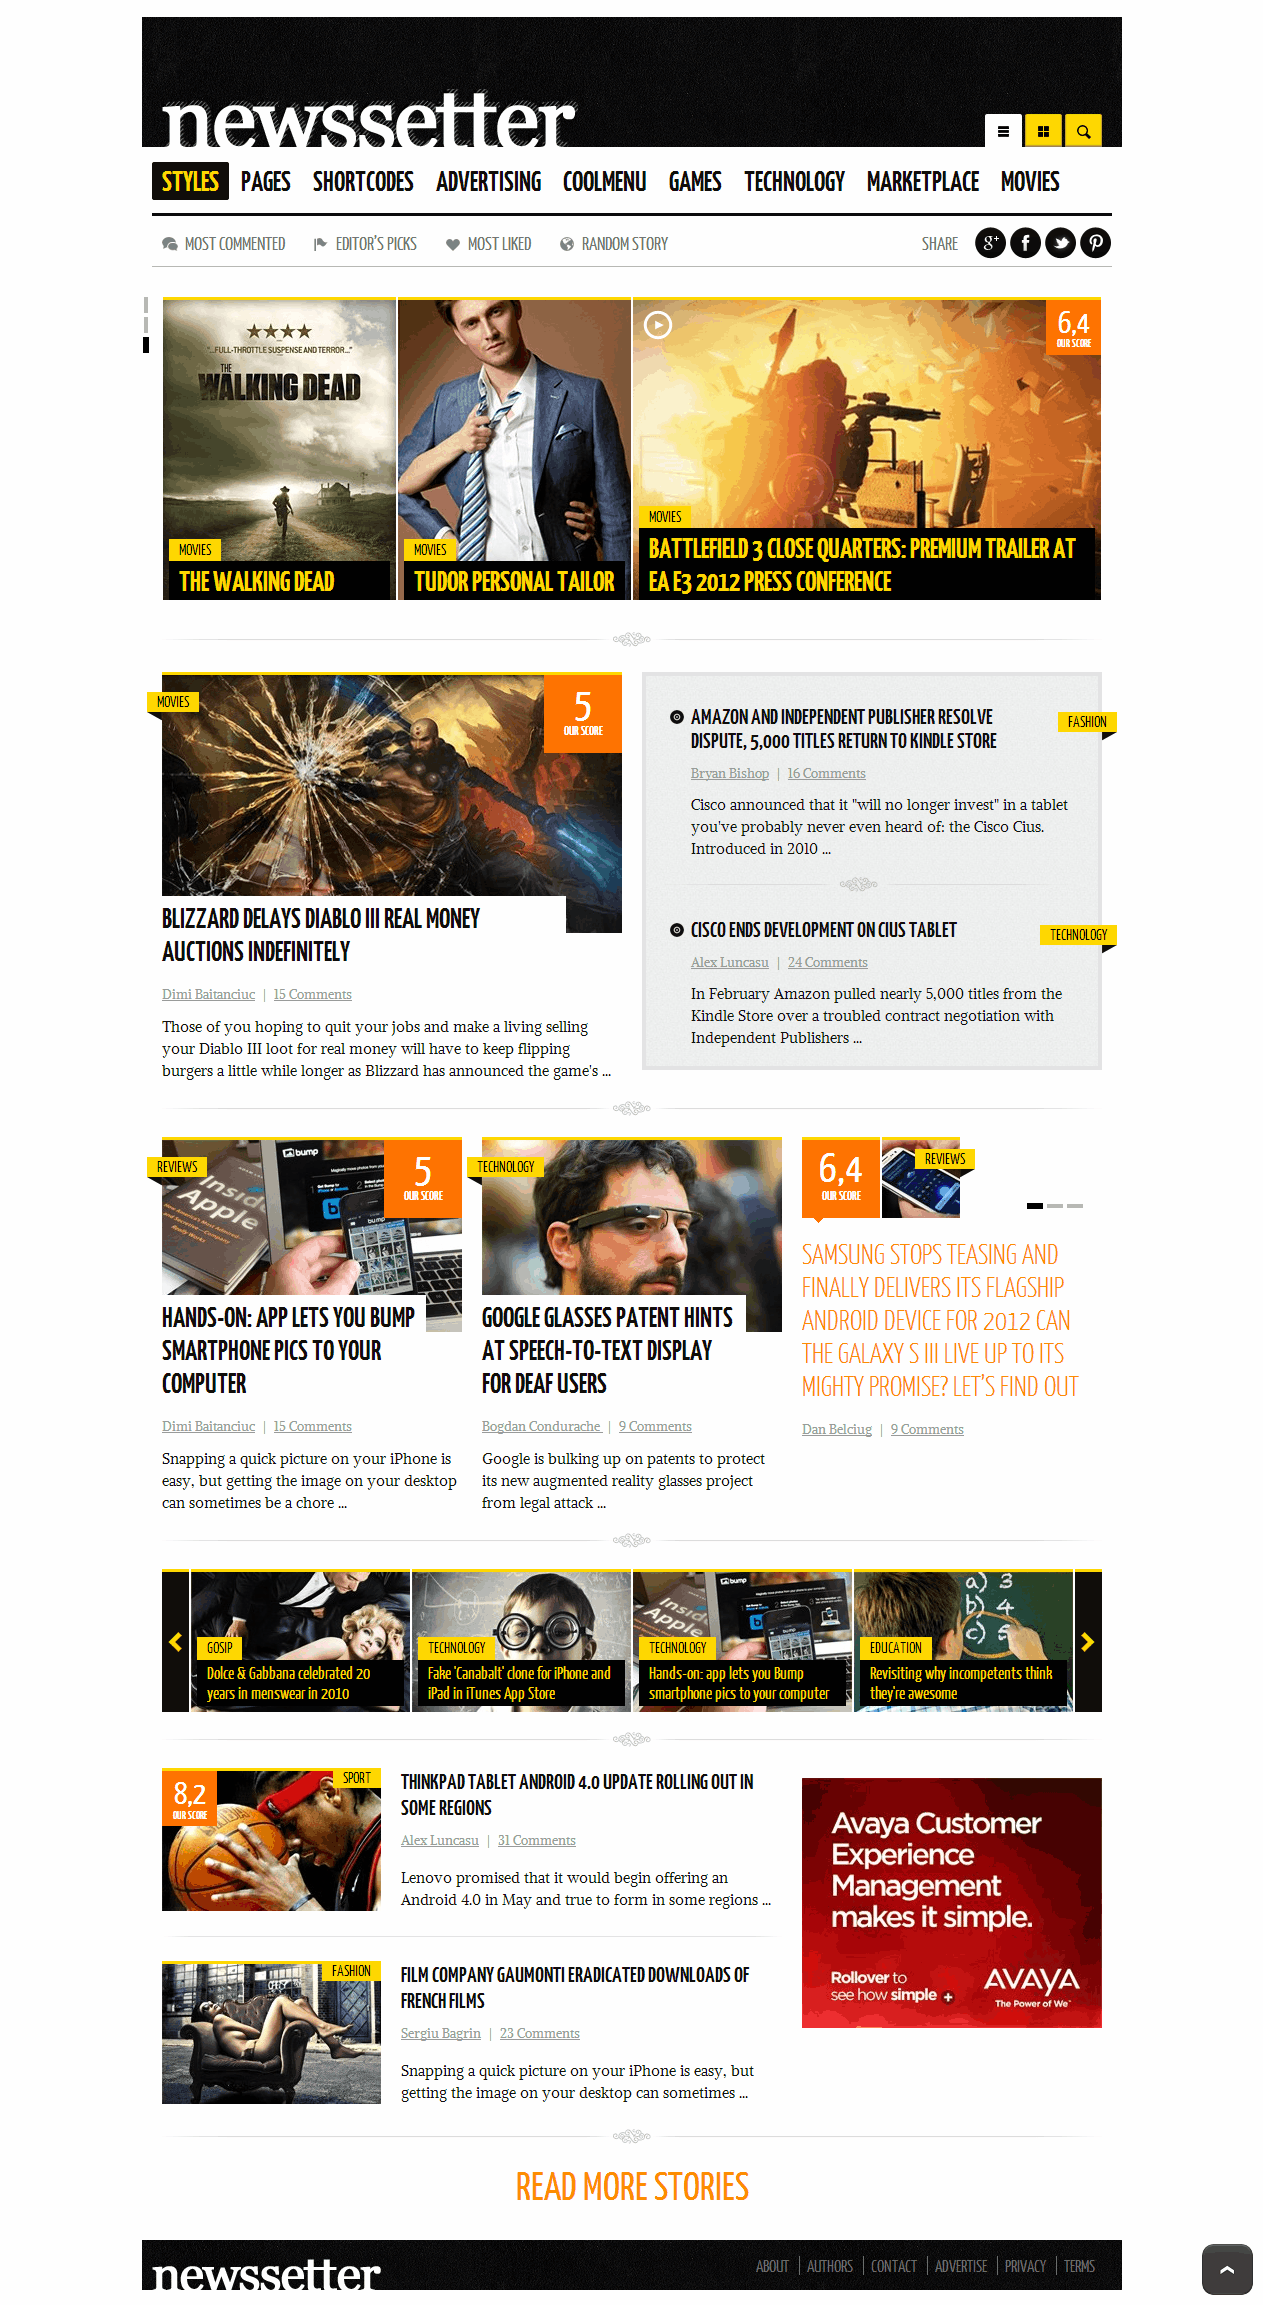 newssetter
STYLES PAGES SHORTCODES ADVERTISING COOLMENU GAMES TECHNOLOGY MARKETPLACE MOVIES
MOST COMMENTED EDITOR'S PICKS MOST LIKED RANDOM STORY SHARE
"...FULL-THROTTLE SUSPENSE AND TERROR..."
THE
WALKING DEAD
MOVIES
THE WALKING DEAD
MOVIES
TUDOR PERSONAL TAILOR
6,4
OUR SCORE
MOVIES
BATTLEFIELD 3 CLOSE QUARTERS: PREMIUM TRAILER AT
EA E3 2012 PRESS CONFERENCE
MOVIES
5
OUR SCORE
BLIZZARD DELAYS DIABLO III REAL MONEY
AUCTIONS INDEFINITELY
Dimi Baitanciuc | 15 Comments
Those of you hoping to quit your jobs and make a living selling
your Diablo III loot for real money will have to keep flipping
burgers a little while longer as Blizzard has announced the game's ...
AMAZON AND INDEPENDENT PUBLISHER RESOLVE
DISPUTE, 5,000 TITLES RETURN TO KINDLE STORE
FASHION
Bryan Bishop | 16 Comments
Cisco announced that it "will no longer invest" in a tablet
you've probably never even heard of: the Cisco Cius.
Introduced in 2010 ...
CISCO ENDS DEVELOPMENT ON CIUS TABLET
TECHNOLOGY
Alex Luncasu | 24 Comments
In February Amazon pulled nearly 5,000 titles from the
Kindle Store over a troubled contract negotiation with
Independent Publishers ...
REVIEWS
bump
Inside
Apple
5
OUR SCORE
HANDS-ON: APP LETS YOU BUMP
SMARTPHONE PICS TO YOUR
COMPUTER
Dimi Baitanciuc | 15 Comments
Snapping a quick picture on your iPhone is
easy, but getting the image on your desktop
can sometimes be a chore ...
TECHNOLOGY
GOOGLE GLASSES PATENT HINTS
AT SPEECH-TO-TEXT DISPLAY
FOR DEAF USERS
Bogdan Condurache | 9 Comments
Google is bulking up on patents to protect
its new augmented reality glasses project
from legal attack ...
6,4
OUR SCORE
REVIEWS
SAMSUNG STOPS TEASING AND
FINALLY DELIVERS ITS FLAGSHIP
ANDROID DEVICE FOR 2012 CAN
THE GALAXY S III LIVE UP TO ITS
MIGHTY PROMISE? LET'S FIND OUT
Dan Belciug | 9 Comments
GOSIP
Dolce & Gabbana celebrated 20
years in menswear in 2010
TECHNOLOGY
Fake 'Canabalt' clone for iPhone and
iPad in iTunes App Store
bump
Inside
Apple
TECHNOLOGY
Hands-on: app lets you Bump
smartphone pics to your computer
a) 3
b) 4
c) 5
EDUCATION
Revisiting why incompetents think
they're awesome
8,2
OUR SCORE
SPORT
THINKPAD TABLET ANDROID 4.0 UPDATE ROLLING OUT IN
SOME REGIONS
Alex Luncasu | 31 Comments
Lenovo promised that it would begin offering an
Android 4.0 in May and true to form in some regions ...
FASHION
FILM COMPANY GAUMONTI ERADICATED DOWNLOADS OF
FRENCH FILMS
Sergiu Bagrin | 23 Comments
Snapping a quick picture on your iPhone is easy, but
getting the image on your desktop can sometimes ...
Avaya Customer
Experience
Management
makes it simple.
Rollover to
see how simple
AVAYA
The Power of We™
READ MORE STORIES
newssetter
ABOUT | AUTHORS | CONTACT | ADVERTISE | PRIVACY | TERMS